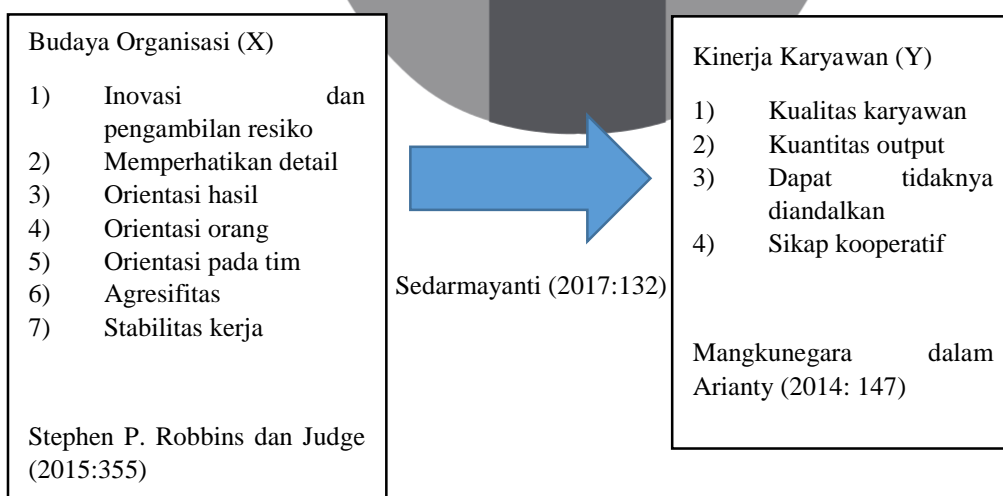 Budaya Organisasi (X)
1) Inovasi dan
pengambilan resiko
2) Memperhatikan detail
3) Orientasi hasil
4) Orientasi orang
5) Orientasi pada tim
6) Agresifitas
7) Stabilitas kerja
Stephen P. Robbins dan Judge
(2015:355)
Sedarmayanti (2017:132)
Kinerja Karyawan (Y)
1) Kualitas karyawan
2) Kuantitas output
3) Dapat tidaknya
diandalkan
4) Sikap kooperatif
Mangkunegara dalam
Arianty (2014: 147)